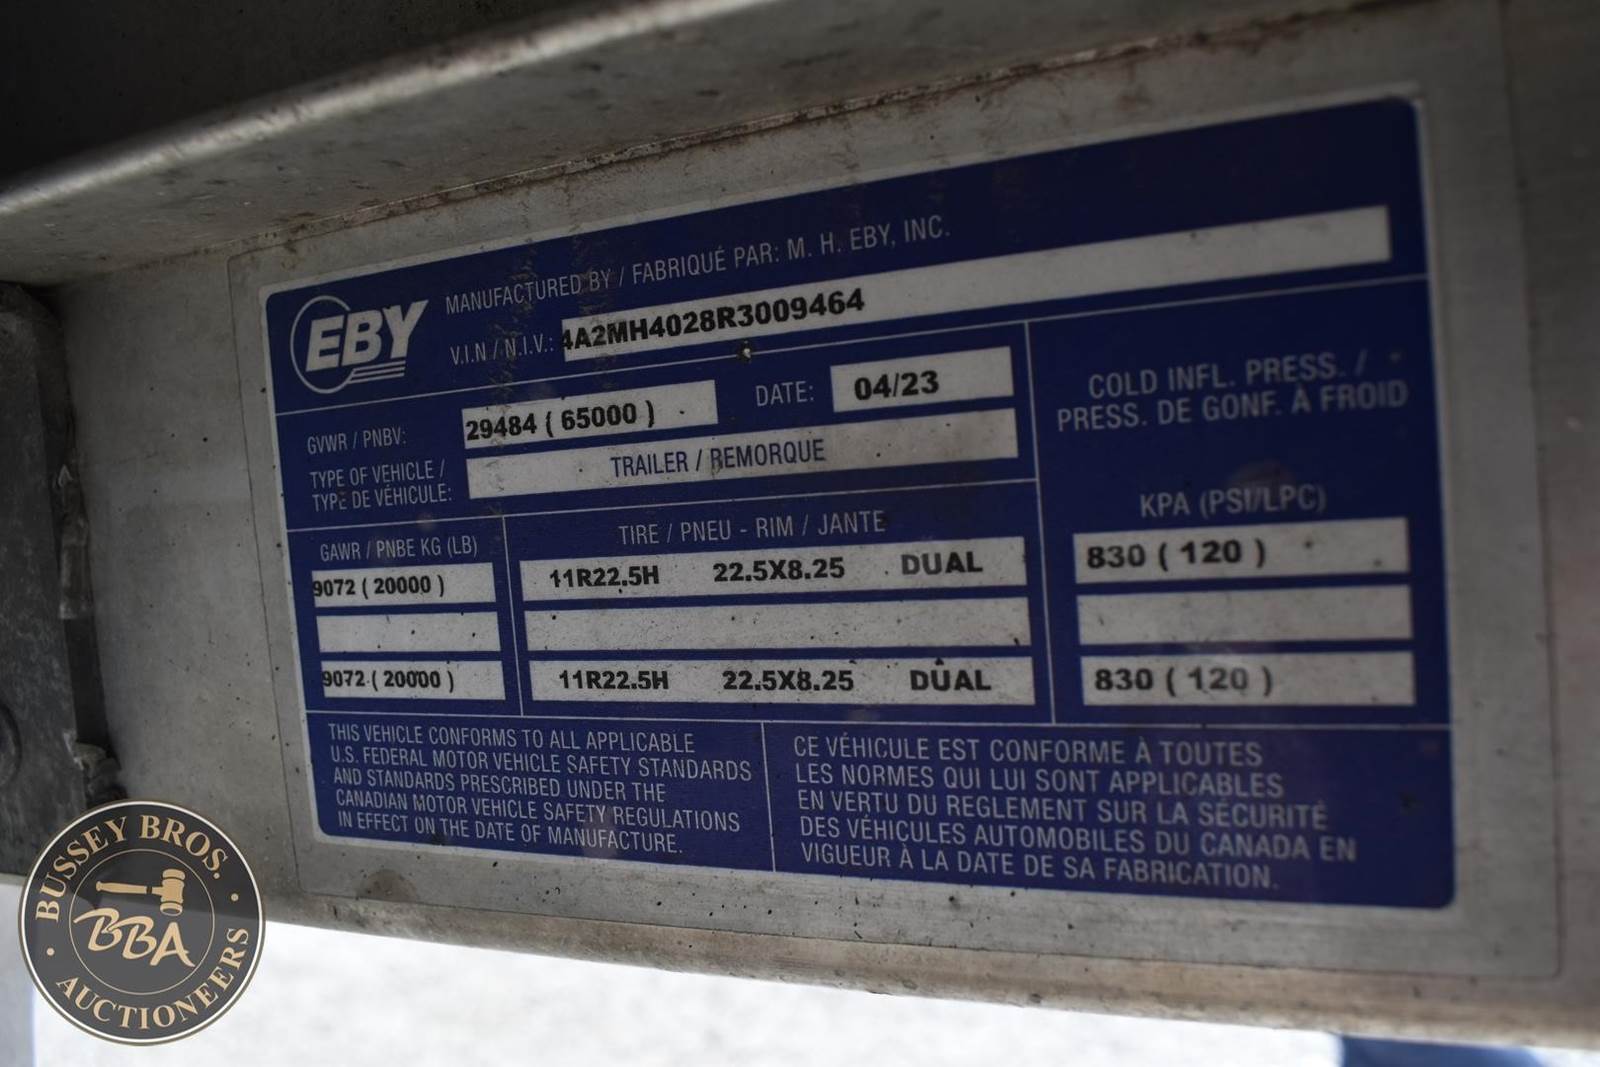 EBY
MANUFACTURED BY / FABRIQUÉ PAR: M. H. EBY, INC.
V.I.N / N.I.V.: 4A2MH4028R3009464
GVWR / PNBV: 29484 ( 65000 ) DATE: 04/23
TYPE OF VEHICLE /
TYPE DE VÉHICULE: TRAILER / REMORQUE
COLD INFL. PRESS. /
PRESS. DE GONF. À FROID
KPA (PSI/LPC)
GAWR / PNBE KG (LB) TIRE / PNEU - RIM / JANTE
9072 ( 20000 ) 11R22.5H 22.5X8.25 DUAL 830 ( 120 )
9072 ( 20000 ) 11R22.5H 22.5X8.25 DUAL 830 ( 120 )
THIS VEHICLE CONFORMS TO ALL APPLICABLE
U.S. FEDERAL MOTOR VEHICLE SAFETY STANDARDS
AND STANDARDS PRESCRIBED UNDER THE
CANADIAN MOTOR VEHICLE SAFETY REGULATIONS
IN EFFECT ON THE DATE OF MANUFACTURE.
CE VÉHICULE EST CONFORME À TOUTES
LES NORMES QUI LUI SONT APPLICABLES
EN VERTU DU REGLEMENT SUR LA SÉCURITÉ
DES VÉHICULES AUTOMOBILES DU CANADA EN
VIGUEUR À LA DATE DE SA FABRICATION.
BUSSEY BROS.
BBA
AUCTIONEERS